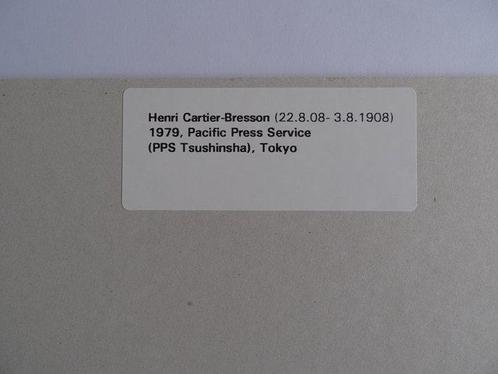 Henri Cartier-Bresson (22.8.08- 3.8.1908)
1979, Pacific Press Service
(PPS Tsushinsha), Tokyo